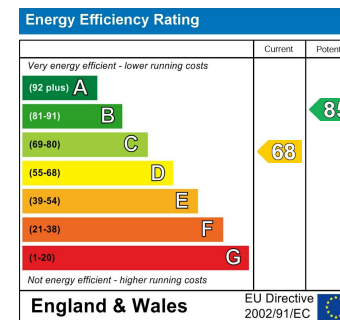 Energy Efficiency Rating
Current Potent
Very energy efficient - lower running costs
(92 plus) A
(81-91) B
85
(69-80) C
68
(55-68) D
(39-54) E
(21-38) F
(1-20) G
Not energy efficient - higher running costs
England & Wales
EU Directive
2002/91/EC